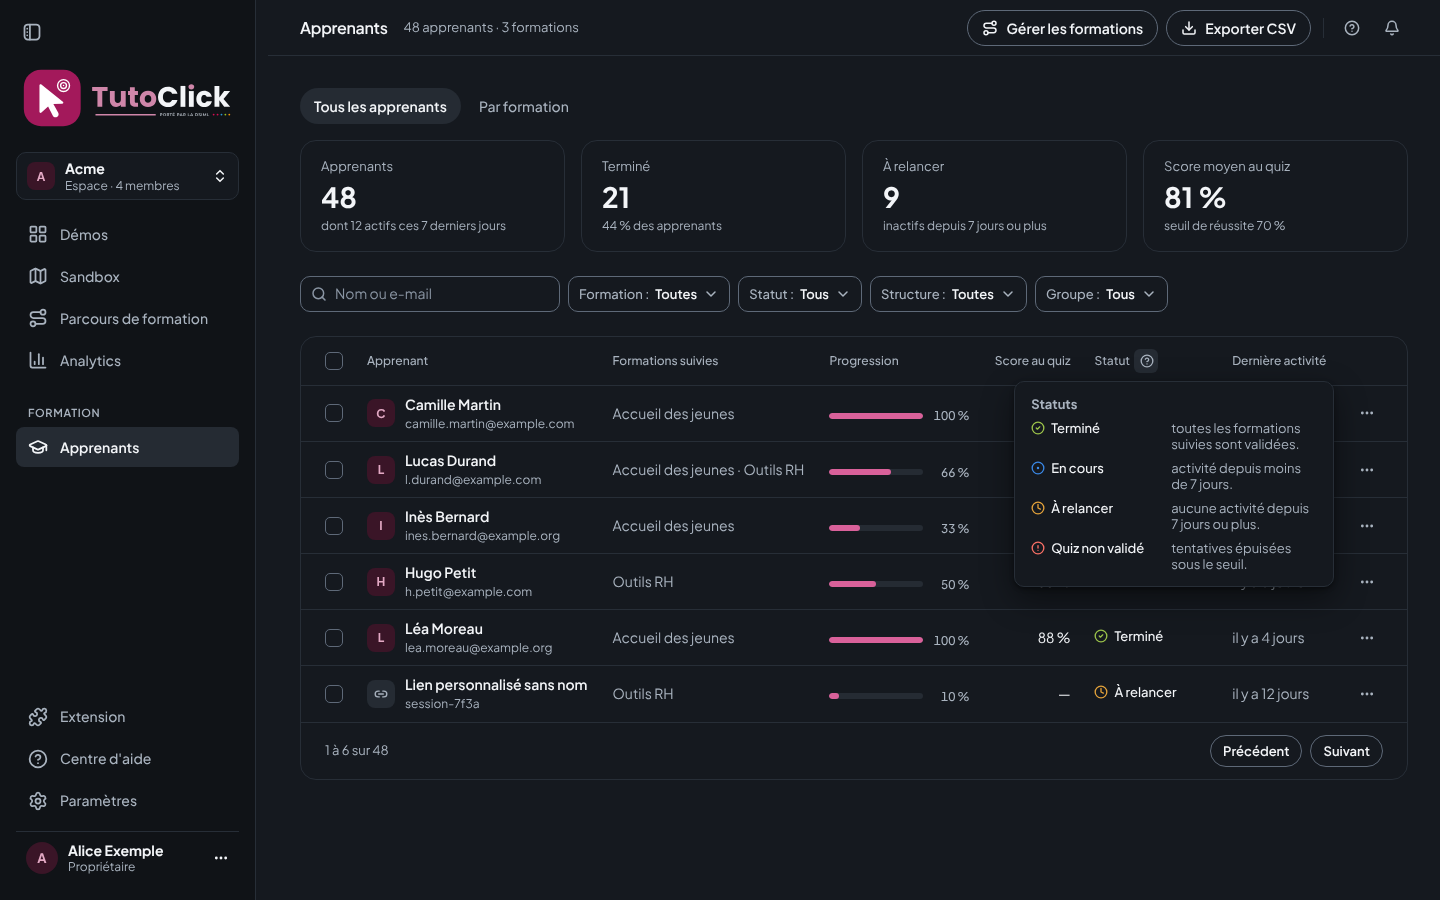 Apprenants
48 apprenants · 3 formations
Gérer les formations
Exporter CSV
TutoClick
PORTÉ PAR LA DSIML
A
Acme
Espace · 4 membres
Démos
Sandbox
Parcours de formation
Analytics
FORMATION
Apprenants
Extension
Centre d'aide
Paramètres
A
Alice Exemple
Propriétaire
Tous les apprenants
Par formation
Apprenants
48
dont 12 actifs ces 7 derniers jours
Terminé
21
44 % des apprenants
À relancer
9
inactifs depuis 7 jours ou plus
Score moyen au quiz
81 %
seuil de réussite 70 %
Nom ou e-mail
Formation : Toutes
Statut : Tous
Structure : Toutes
Groupe : Tous
Apprenant
Formations suivies
Progression
Score au quiz
Statut
Dernière activité
C
Camille Martin
camille.martin@example.com
Accueil des jeunes
100 %
L
Lucas Durand
l.durand@example.com
Accueil des jeunes · Outils RH
66 %
I
Inès Bernard
ines.bernard@example.org
Accueil des jeunes
33 %
H
Hugo Petit
h.petit@example.com
Outils RH
50 %
L
Léa Moreau
lea.moreau@example.org
Accueil des jeunes
100 %
88 %
Terminé
il y a 4 jours
Lien personnalisé sans nom
session-7f3a
Outils RH
10 %
—
À relancer
il y a 12 jours
Statuts
Terminé
toutes les formations
suivies sont validées.
En cours
activité depuis moins
de 7 jours.
À relancer
aucune activité depuis
7 jours ou plus.
Quiz non validé
tentatives épuisées
sous le seuil.
1 à 6 sur 48
Précédent
Suivant